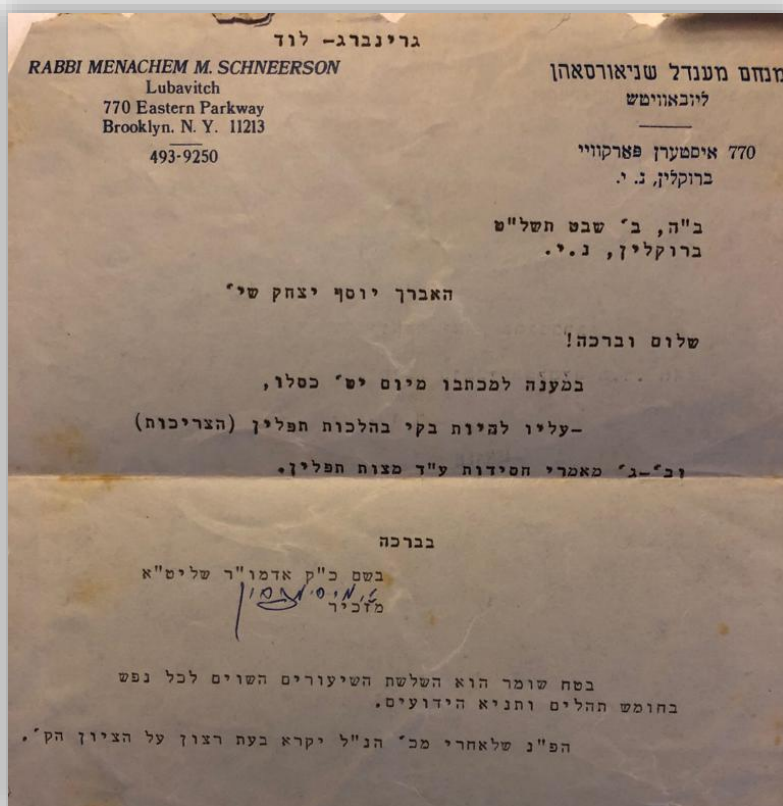 גרינברג- לוד
RABBI MENACHEM M. SCHNEERSON
Lubavitch
770 Eastern Parkway
Brooklyn. N. Y. 11213
493-9250
מנחם מענדל שניאורסאהן
ליובאוויטש
770 איסטערן פארקוויי
ברוקלין, נ. י.
ב"ה, ב' שבט תשל"ט
ברוקלין, נ.י.
האברך יוסף יצחק שי'
שלום וברכה!
במענה למכתבו מיום יט' כסלו,
-עליו להיות בקי בהלכות תפלין (הצריכות)
וב'-ג' מאמרי חסידות ע"ד מצות תפלין.
בברכה
בשם כ"ק אדמו"ר שליט"א
מזכיר
בטח שומר הוא השלשת השיעורים השוים לכל נפש
בחומש תהלים ותניא הידועים.
הפ"נ שלאחרי מכ' הנ"ל יקרא בעת רצון על הציון הק'.